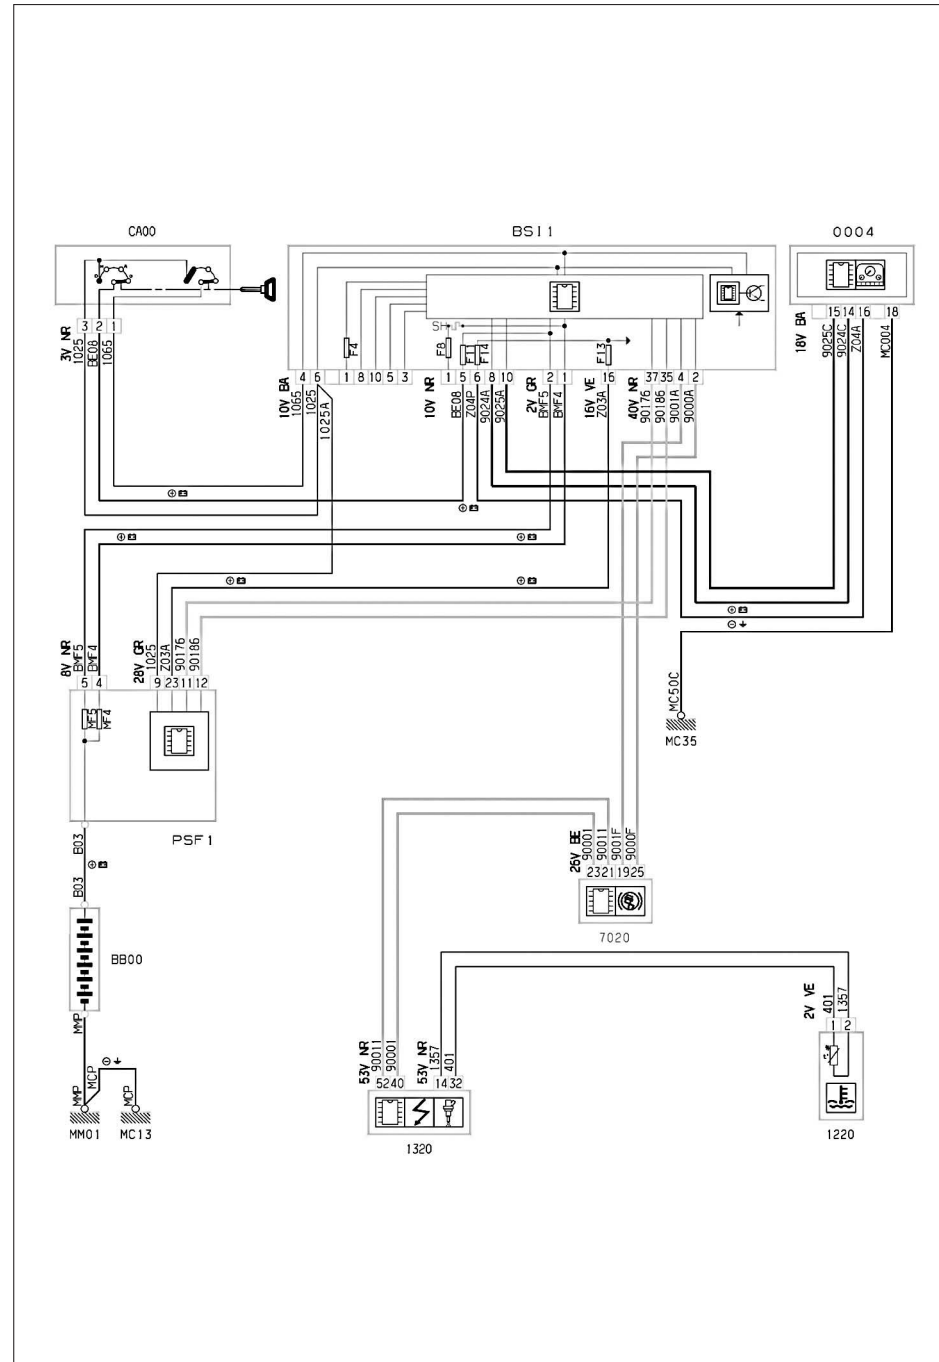 CA00
BSI1
0004
SH
F4
F8
F11
F14
F13
3 2 1
4 6
1 8 10 5 3
1 5 6 8 10
2 1
16
37 35 4 2
15 14 16 18
3V NR
1025
BE08
1065
10V BA
1065
1025
1025A
10V NR
BE08
Z04P
9024A
9025A
2V GR
BMF5
BMF4
16V VE
Z03A
40V NR
90176
90186
9001A
9000A
18V BA
9025C
9024C
Z04A
MC004
8V NR
BMF5
BMF4
28V GR
1025
Z03A
90176
90186
5 4
9 23 11 12
MF5
MF4
PSF1
MC50C
MC35
B03
B03
BB00
MMP
MMP
MCP
MCP
MM01
MC13
26V BE
90001
90011
9001F
9000F
23 21 19 25
7020
53V NR
90011
90001
53V NR
1357
401
52 40
14 32
1320
2V VE
401
1357
1 2
1220